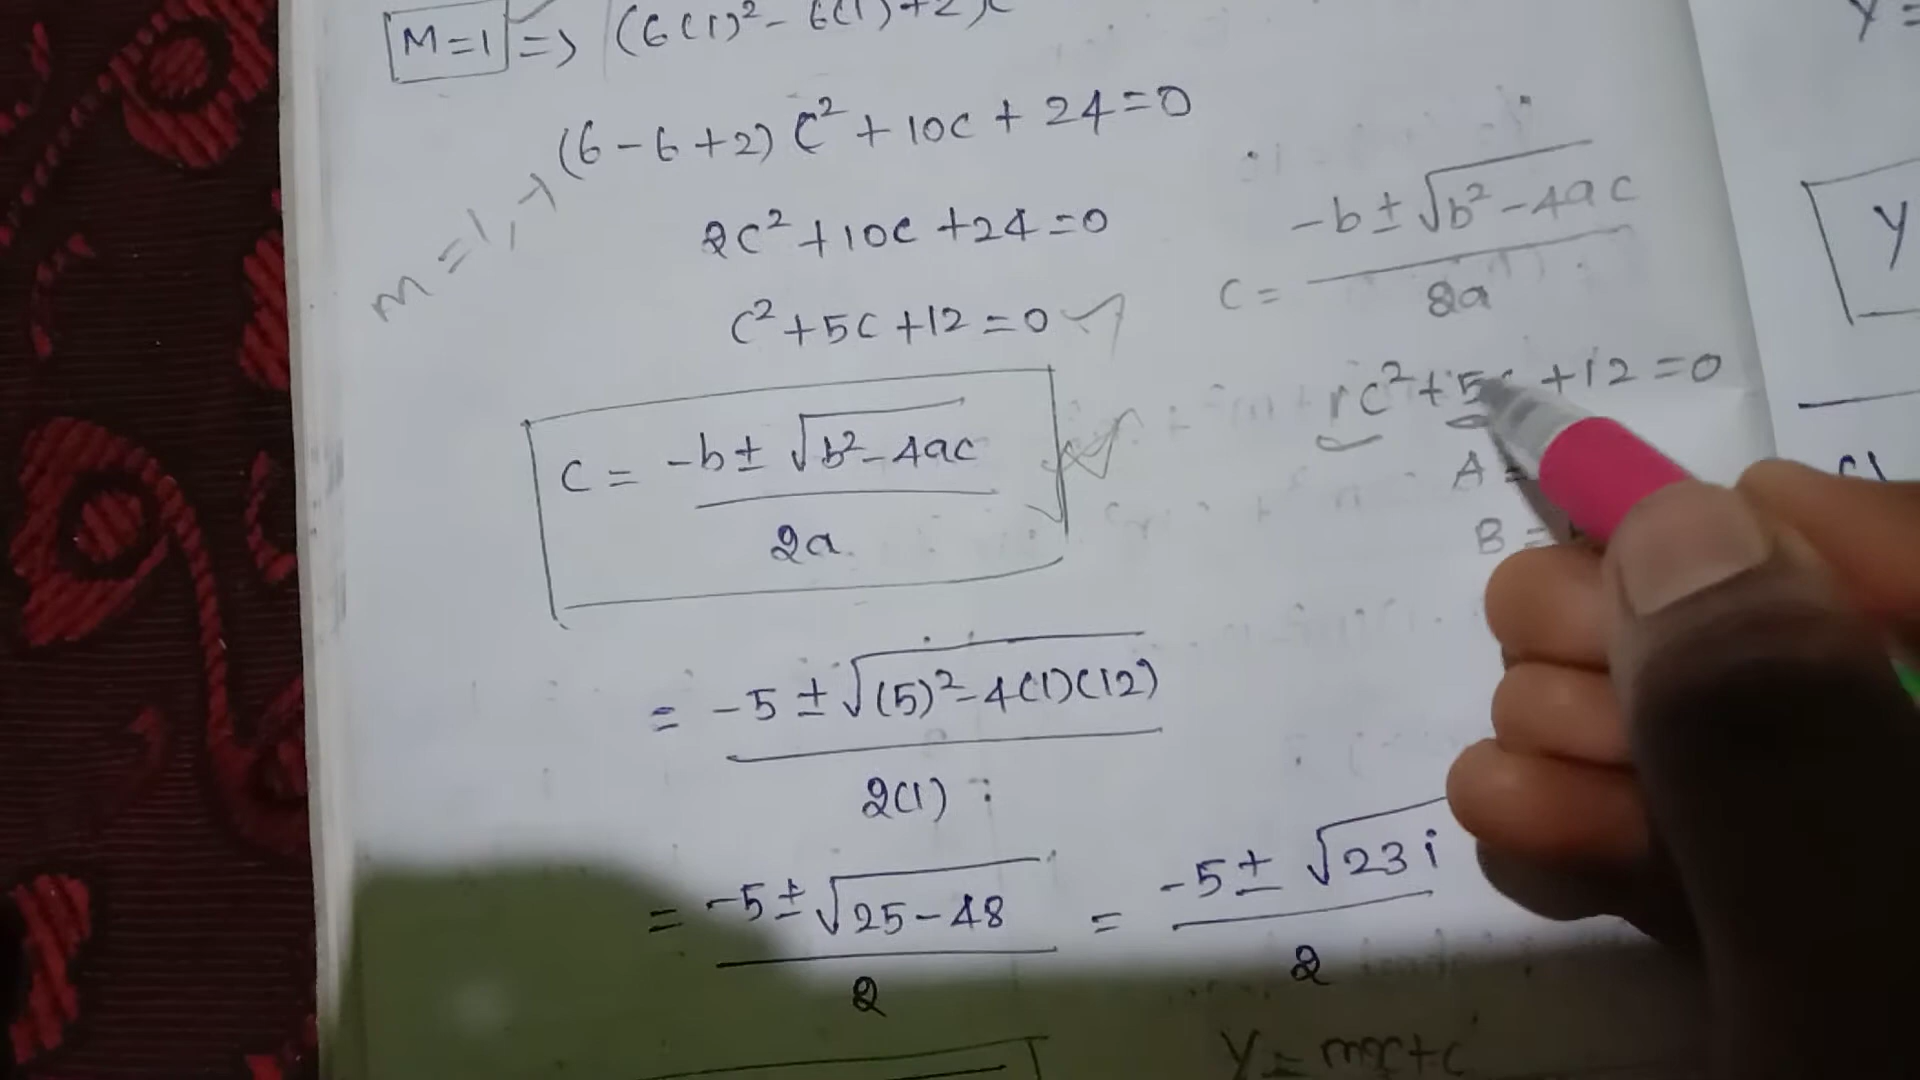 M=1 => (6(1)² - 6(1)+2)c
(6-6+2) c² + 10c + 24=0
m=1,
2c² + 10c + 24=0
c² + 5c + 12 = 0
c = -b ± √b² - 4ac
2a
= -5 ± √(5)² - 4(1)(12)
2(1)
= -5 ± √25-48
2
= -5 ± √23 i
2
y = mx+c
c = -b ± √b² - 4ac
2a
1c² + 5c + 12 = 0
A =
B =
y =
y